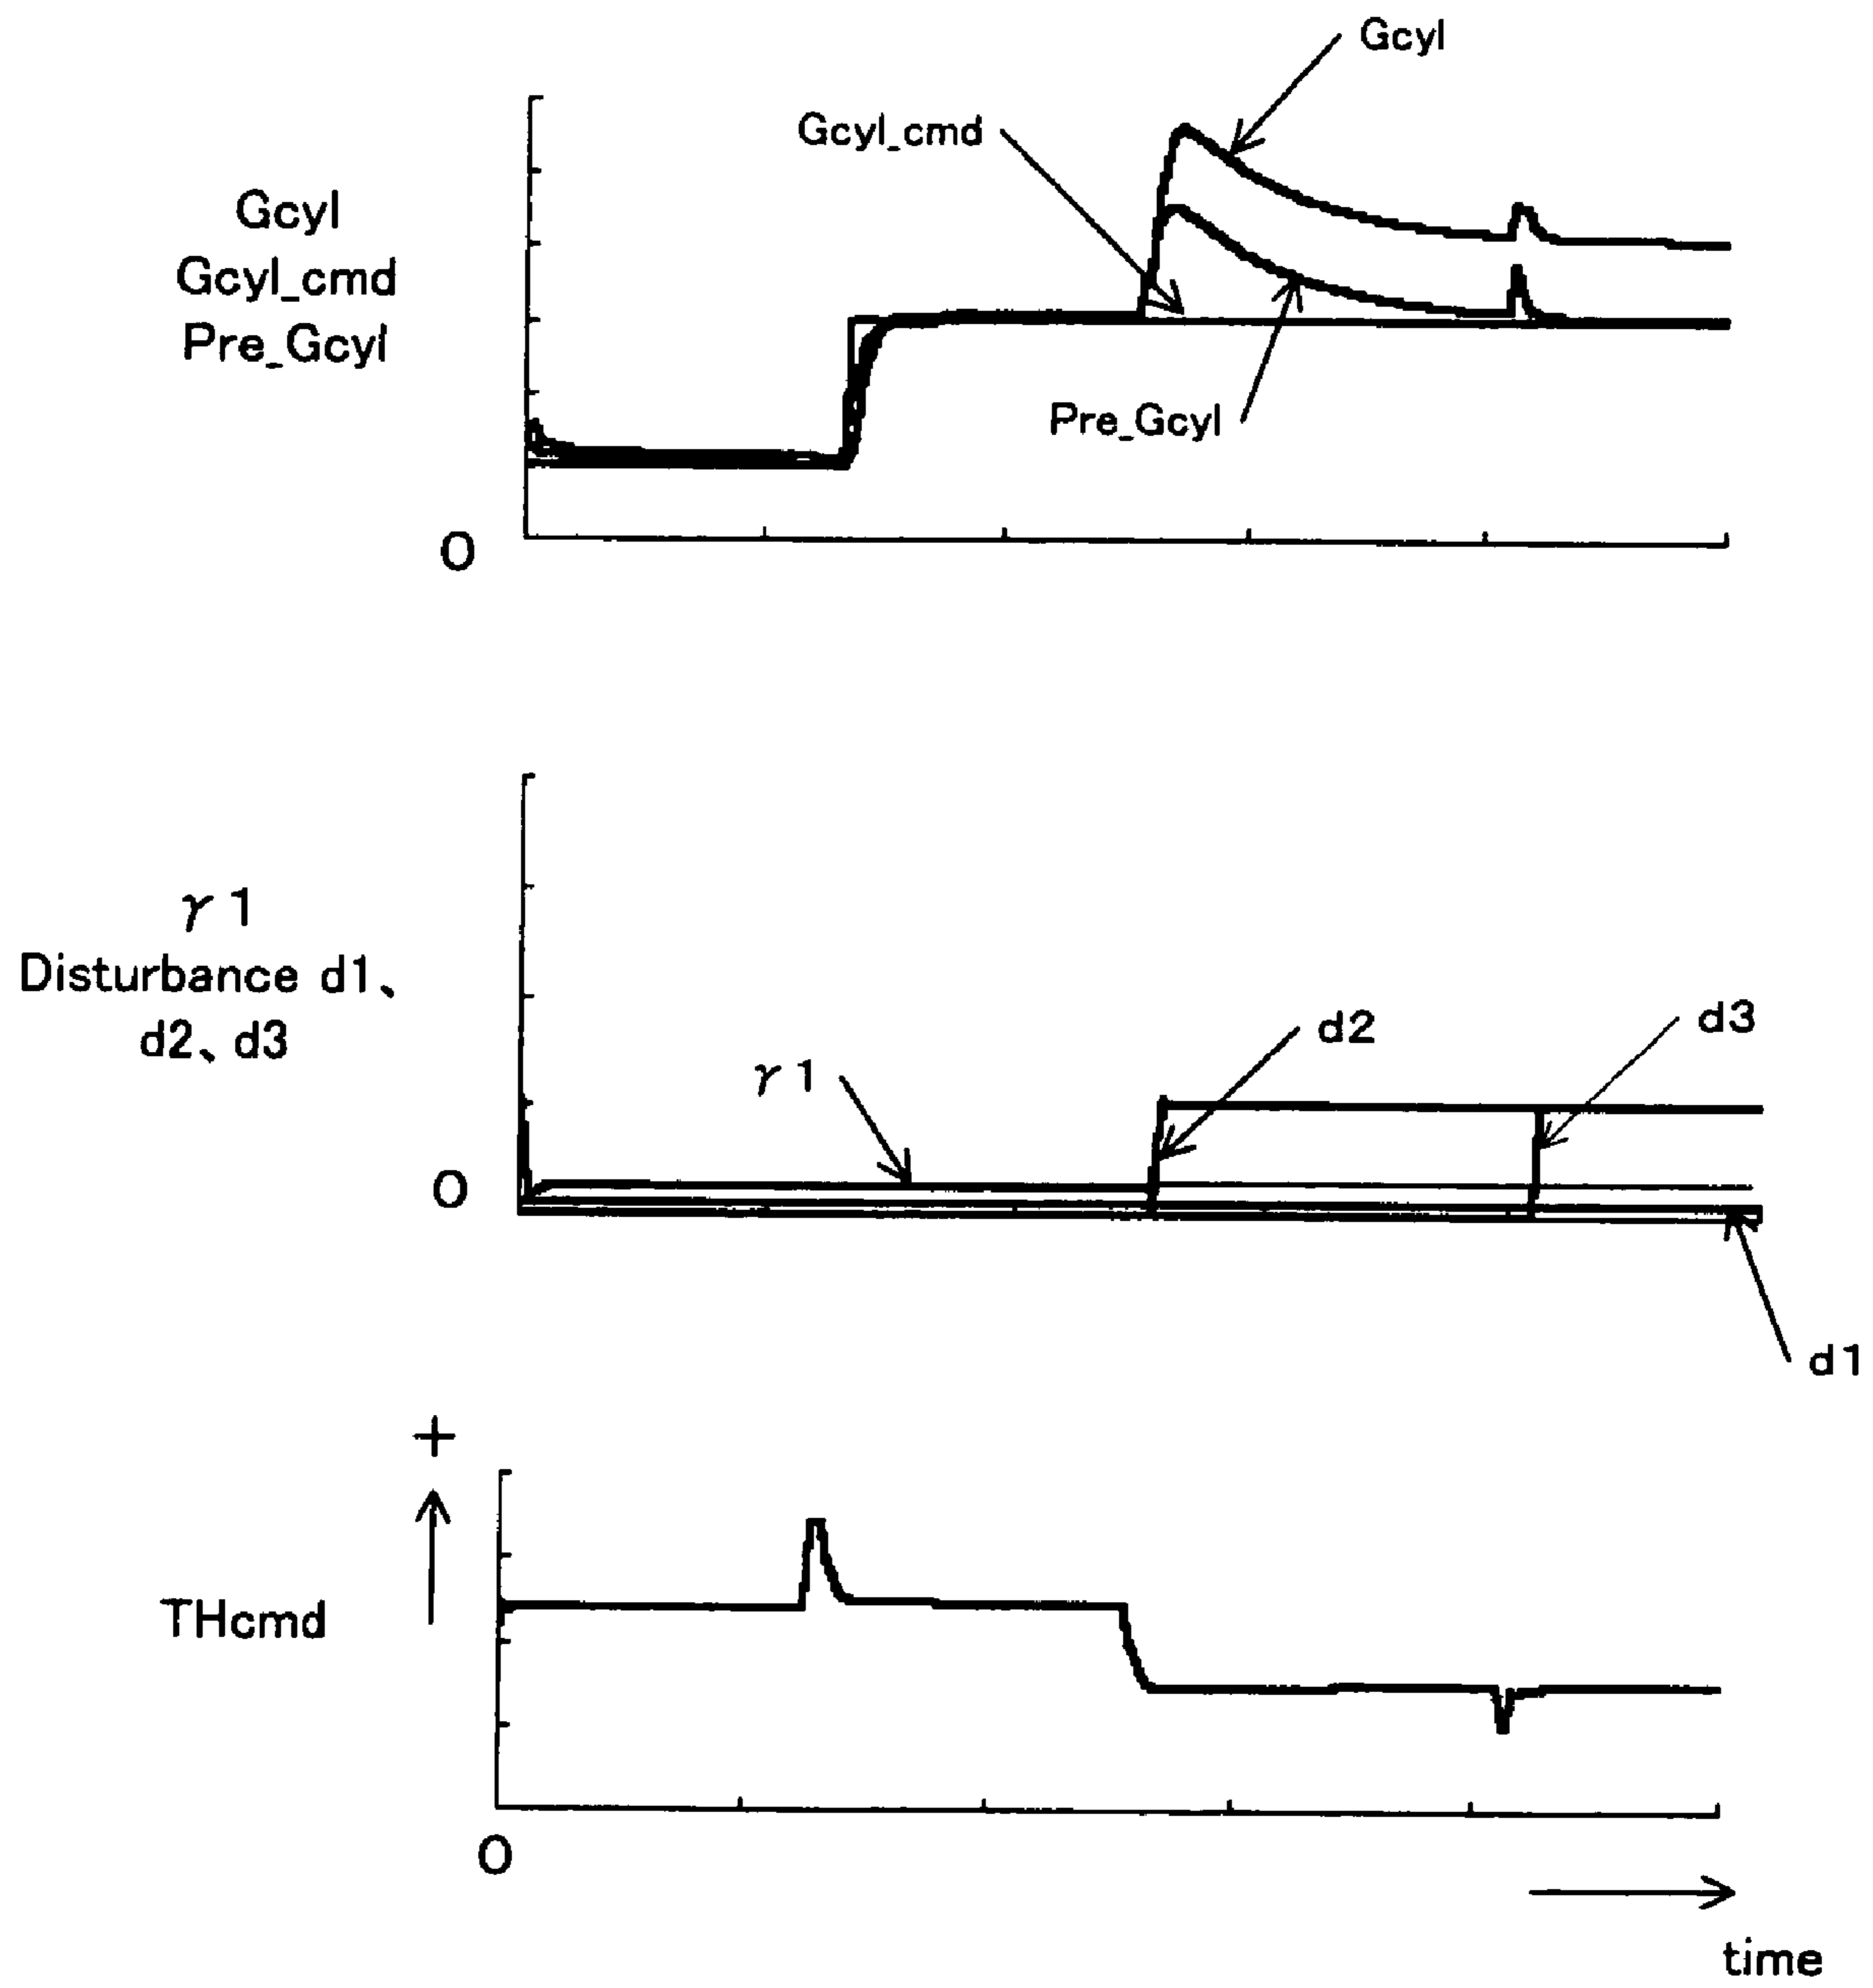 Gcyl
Gcyl_cmd
Gcyl
Gcyl_cmd
Pre_Gcyl
Pre_Gcyl
0
γ1
Disturbance d1、
d2、d3
d2
d3
γ1
0
d1
+
THcmd
0
time